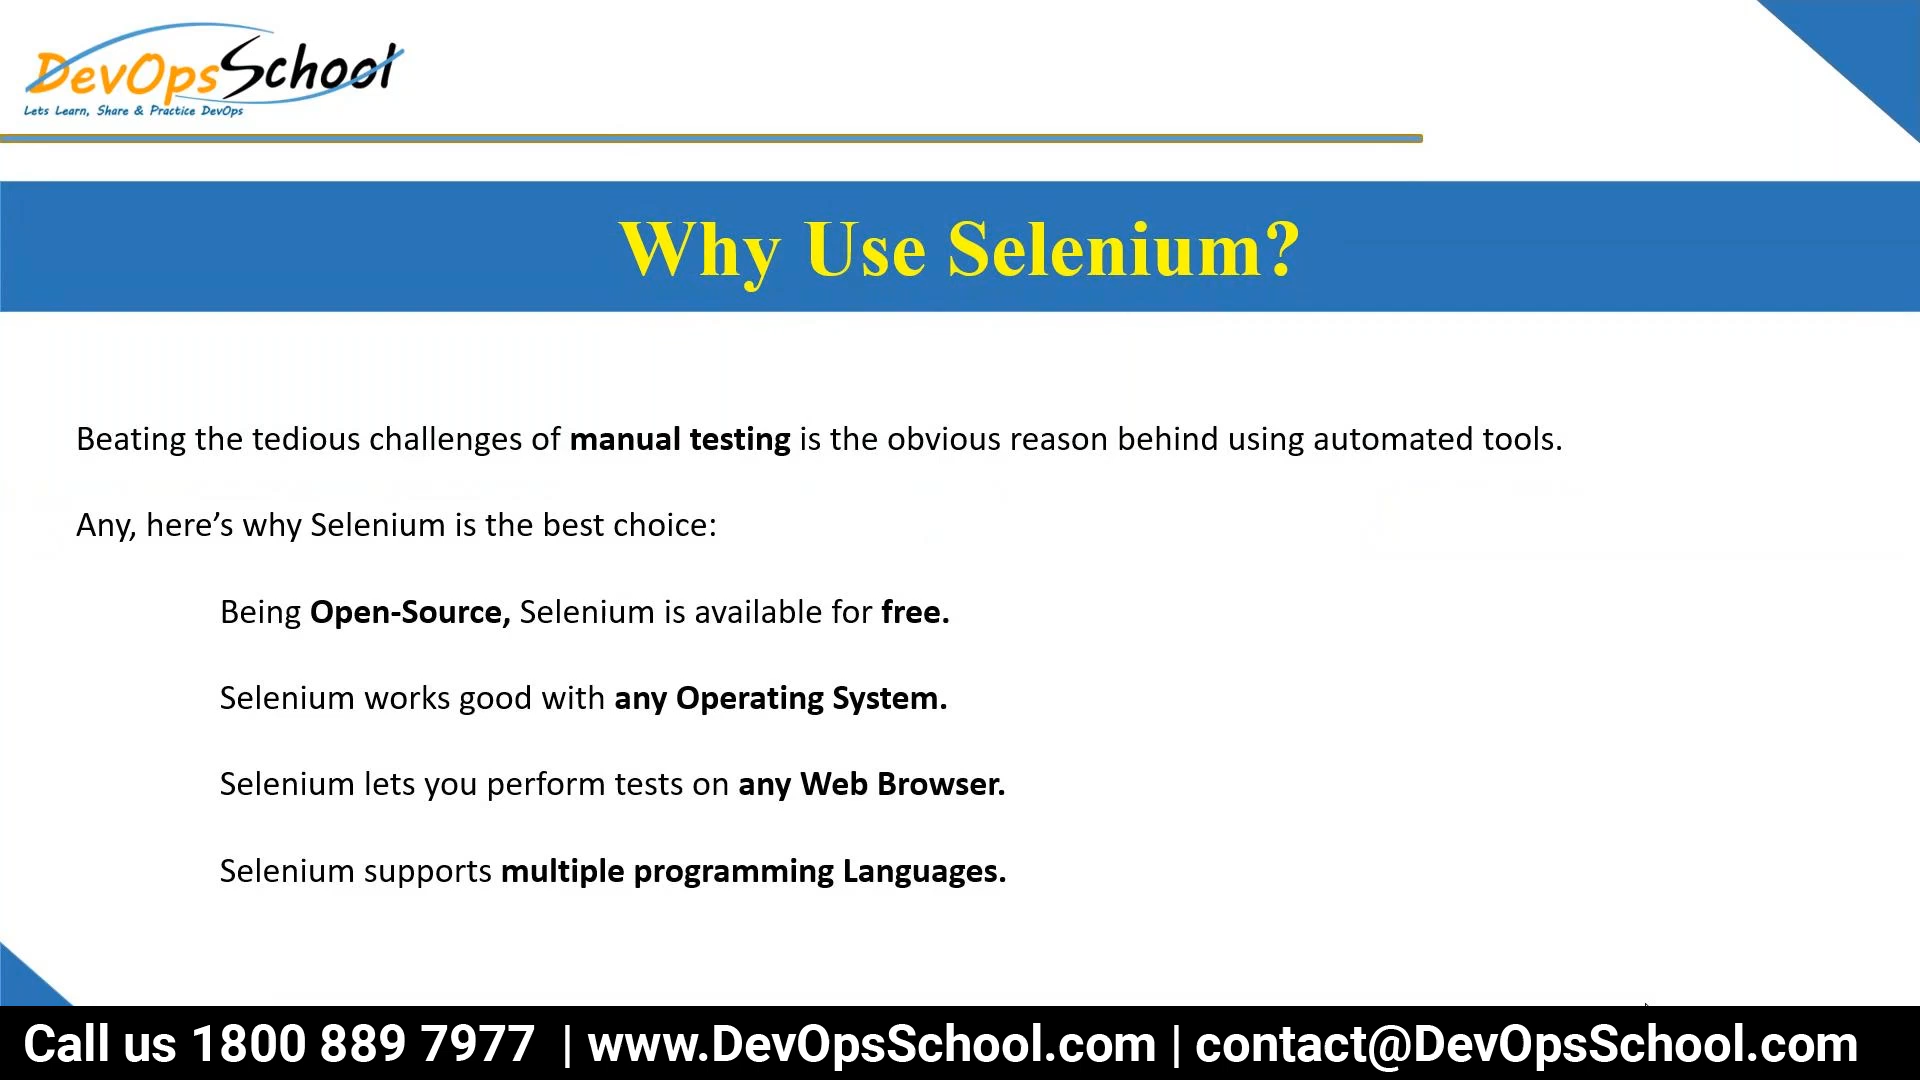 DevOpsSchool
Lets Learn, Share & Practice DevOps
Why Use Selenium?
Beating the tedious challenges of manual testing is the obvious reason behind using automated tools.
Any, here’s why Selenium is the best choice:
Being Open-Source, Selenium is available for free.
Selenium works good with any Operating System.
Selenium lets you perform tests on any Web Browser.
Selenium supports multiple programming Languages.
Call us 1800 889 7977 | www.DevOpsSchool.com | contact@DevOpsSchool.com